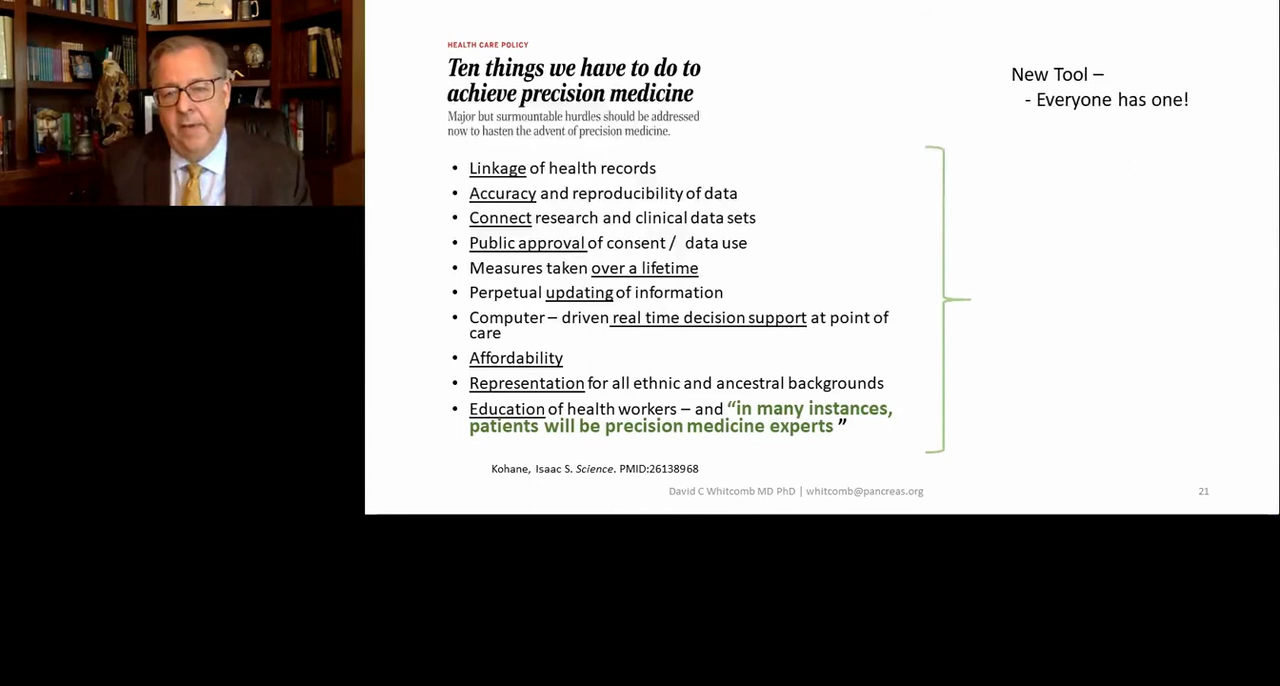 HEALTH CARE POLICY
Ten things we have to do to
achieve precision medicine
Major but surmountable hurdles should be addressed
now to hasten the advent of precision medicine.
• Linkage of health records
• Accuracy and reproducibility of data
• Connect research and clinical data sets
• Public approval of consent / data use
• Measures taken over a lifetime
• Perpetual updating of information
• Computer – driven real time decision support at point of
care
• Affordability
• Representation for all ethnic and ancestral backgrounds
• Education of health workers – and “in many instances,
patients will be precision medicine experts ”
Kohane, Isaac S. Science. PMID:26138968
New Tool –
- Everyone has one!
David C Whitcomb MD PhD | whitcomb@pancreas.org
21